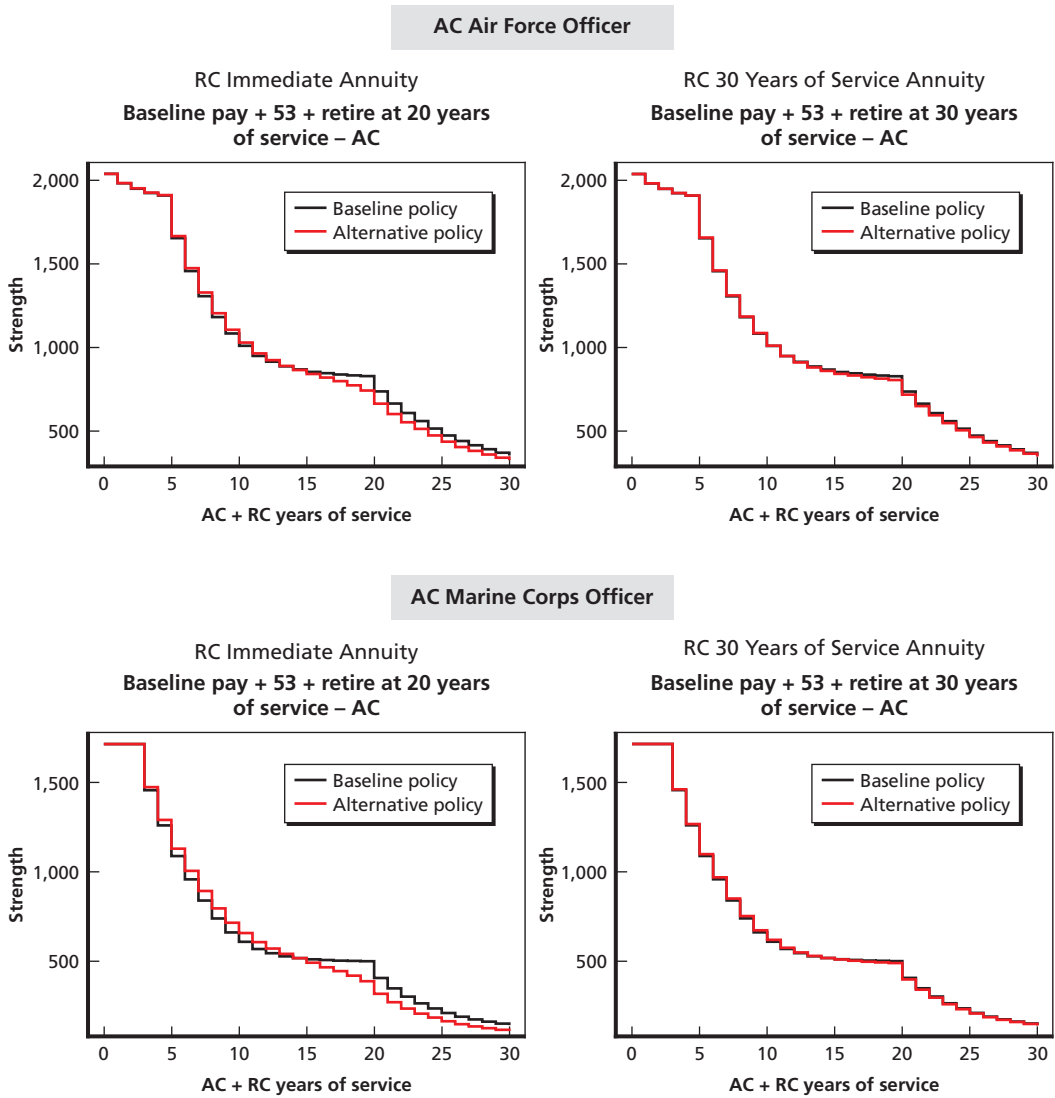 AC Air Force Officer
RC Immediate Annuity
Baseline pay + 53 + retire at 20 years
of service – AC
Strength
2,000
1,500
1,000
500
Baseline policy
Alternative policy
0 5 10 15 20 25 30
AC + RC years of service
RC 30 Years of Service Annuity
Baseline pay + 53 + retire at 30 years
of service – AC
Strength
2,000
1,500
1,000
500
Baseline policy
Alternative policy
0 5 10 15 20 25 30
AC + RC years of service
AC Marine Corps Officer
RC Immediate Annuity
Baseline pay + 53 + retire at 20 years
of service – AC
Strength
1,500
1,000
500
Baseline policy
Alternative policy
0 5 10 15 20 25 30
AC + RC years of service
RC 30 Years of Service Annuity
Baseline pay + 53 + retire at 30 years
of service – AC
Strength
1,500
1,000
500
Baseline policy
Alternative policy
0 5 10 15 20 25 30
AC + RC years of service